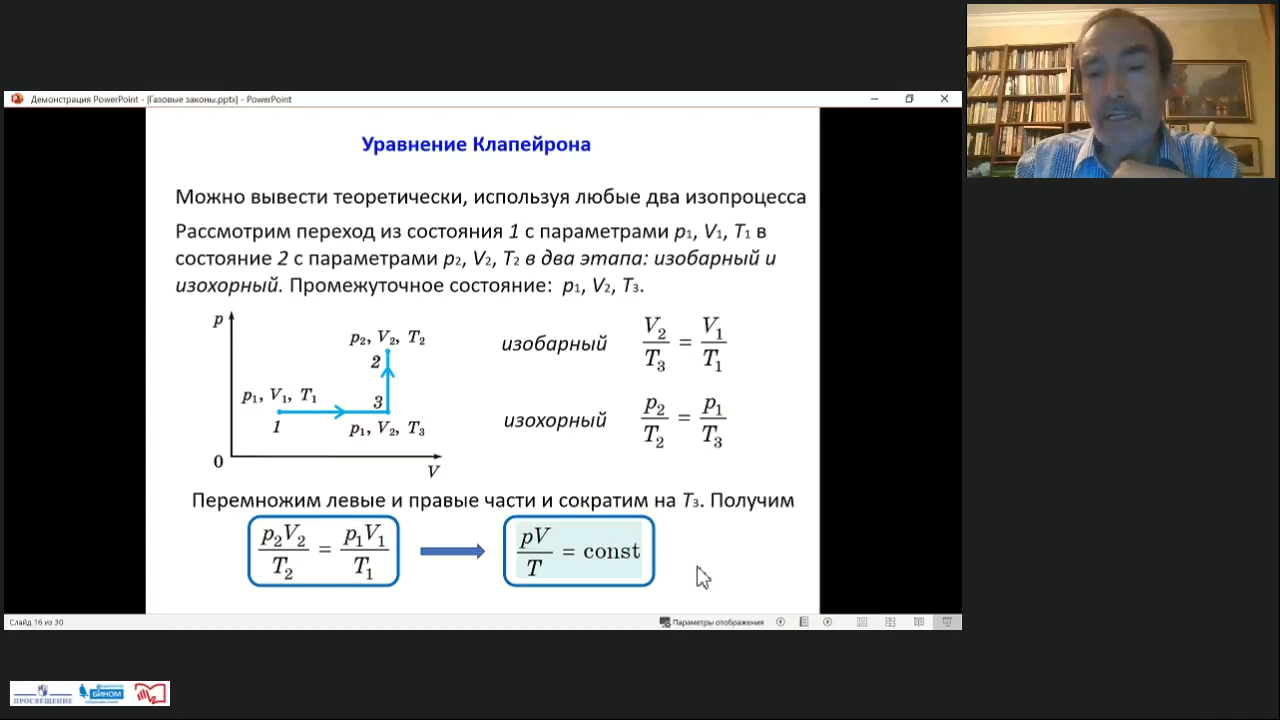 Демонстрация PowerPoint - [Газовые законы.pptx] - PowerPoint
Уравнение Клапейрона
Можно вывести теоретически, используя любые два изопроцесса
Рассмотрим переход из состояния 1 с параметрами p₁, V₁, T₁ в
состояние 2 с параметрами p₂, V₂, T₂ в два этапа: изобарный и
изохорный. Промежуточное состояние: p₁, V₂, T₃.
p
p₂, V₂, T₂
2
p₁, V₁, T₁
3
1
p₁, V₂, T₃
0
V
изобарный V₂/T₃ = V₁/T₁
изохорный p₂/T₂ = p₁/T₃
Перемножим левые и правые части и сократим на T₃. Получим
p₂V₂/T₂ = p₁V₁/T₁
pV/T = const
Слайд 16 из 30
Параметры отображения
ПРОСВЕЩЕНИЕ
БИНОМ